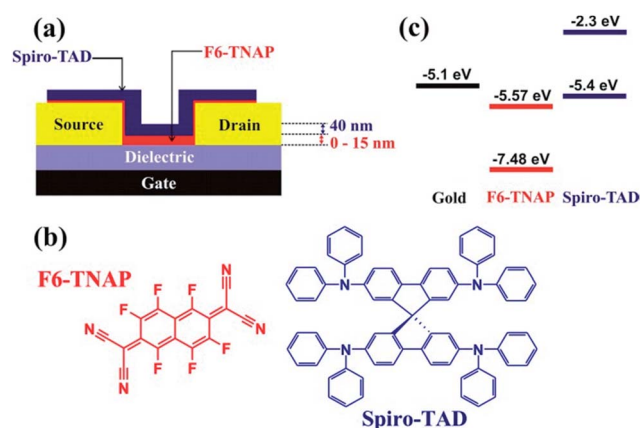 (a)
Spiro-TAD
F6-TNAP
Source
Drain
40 nm
0 - 15 nm
Dielectric
Gate
(c)
-2.3 eV
-5.1 eV
-5.4 eV
-5.57 eV
-7.48 eV
Gold
F6-TNAP
Spiro-TAD
(b)
F6-TNAP
N
N
F
F
F
N
F
F
F
N
N
N
N
N
Spiro-TAD